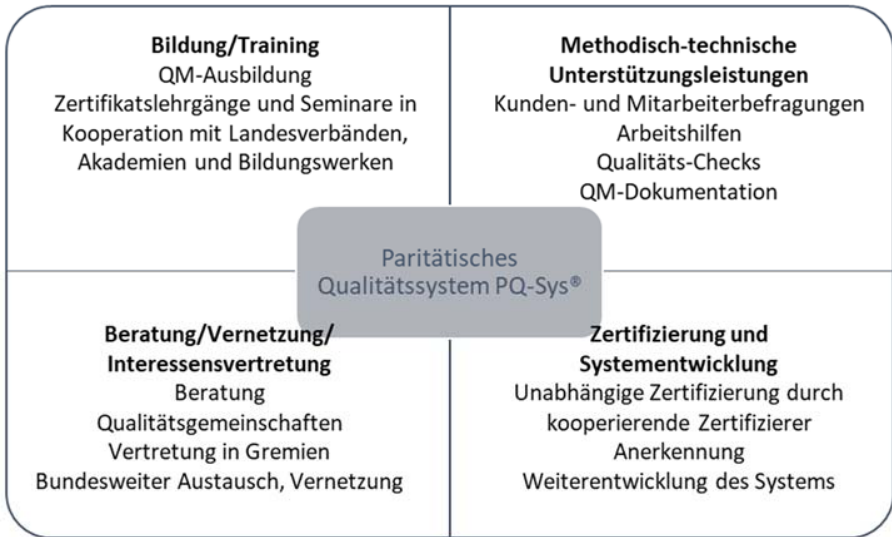 Bildung/Training
QM-Ausbildung
Zertifikatslehrgänge und Seminare in
Kooperation mit Landesverbänden,
Akademien und Bildungswerken
Methodisch-technische
Unterstützungsleistungen
Kunden- und Mitarbeiterbefragungen
Arbeitshilfen
Qualitäts-Checks
QM-Dokumentation
Paritätisches
Qualitätssystem PQ-Sys®
Beratung/Vernetzung/
Interessensvertretung
Beratung
Qualitätsgemeinschaften
Vertretung in Gremien
Bundesweiter Austausch, Vernetzung
Zertifizierung und
Systementwicklung
Unabhängige Zertifizierung durch
kooperierende Zertifizierer
Anerkennung
Weiterentwicklung des Systems